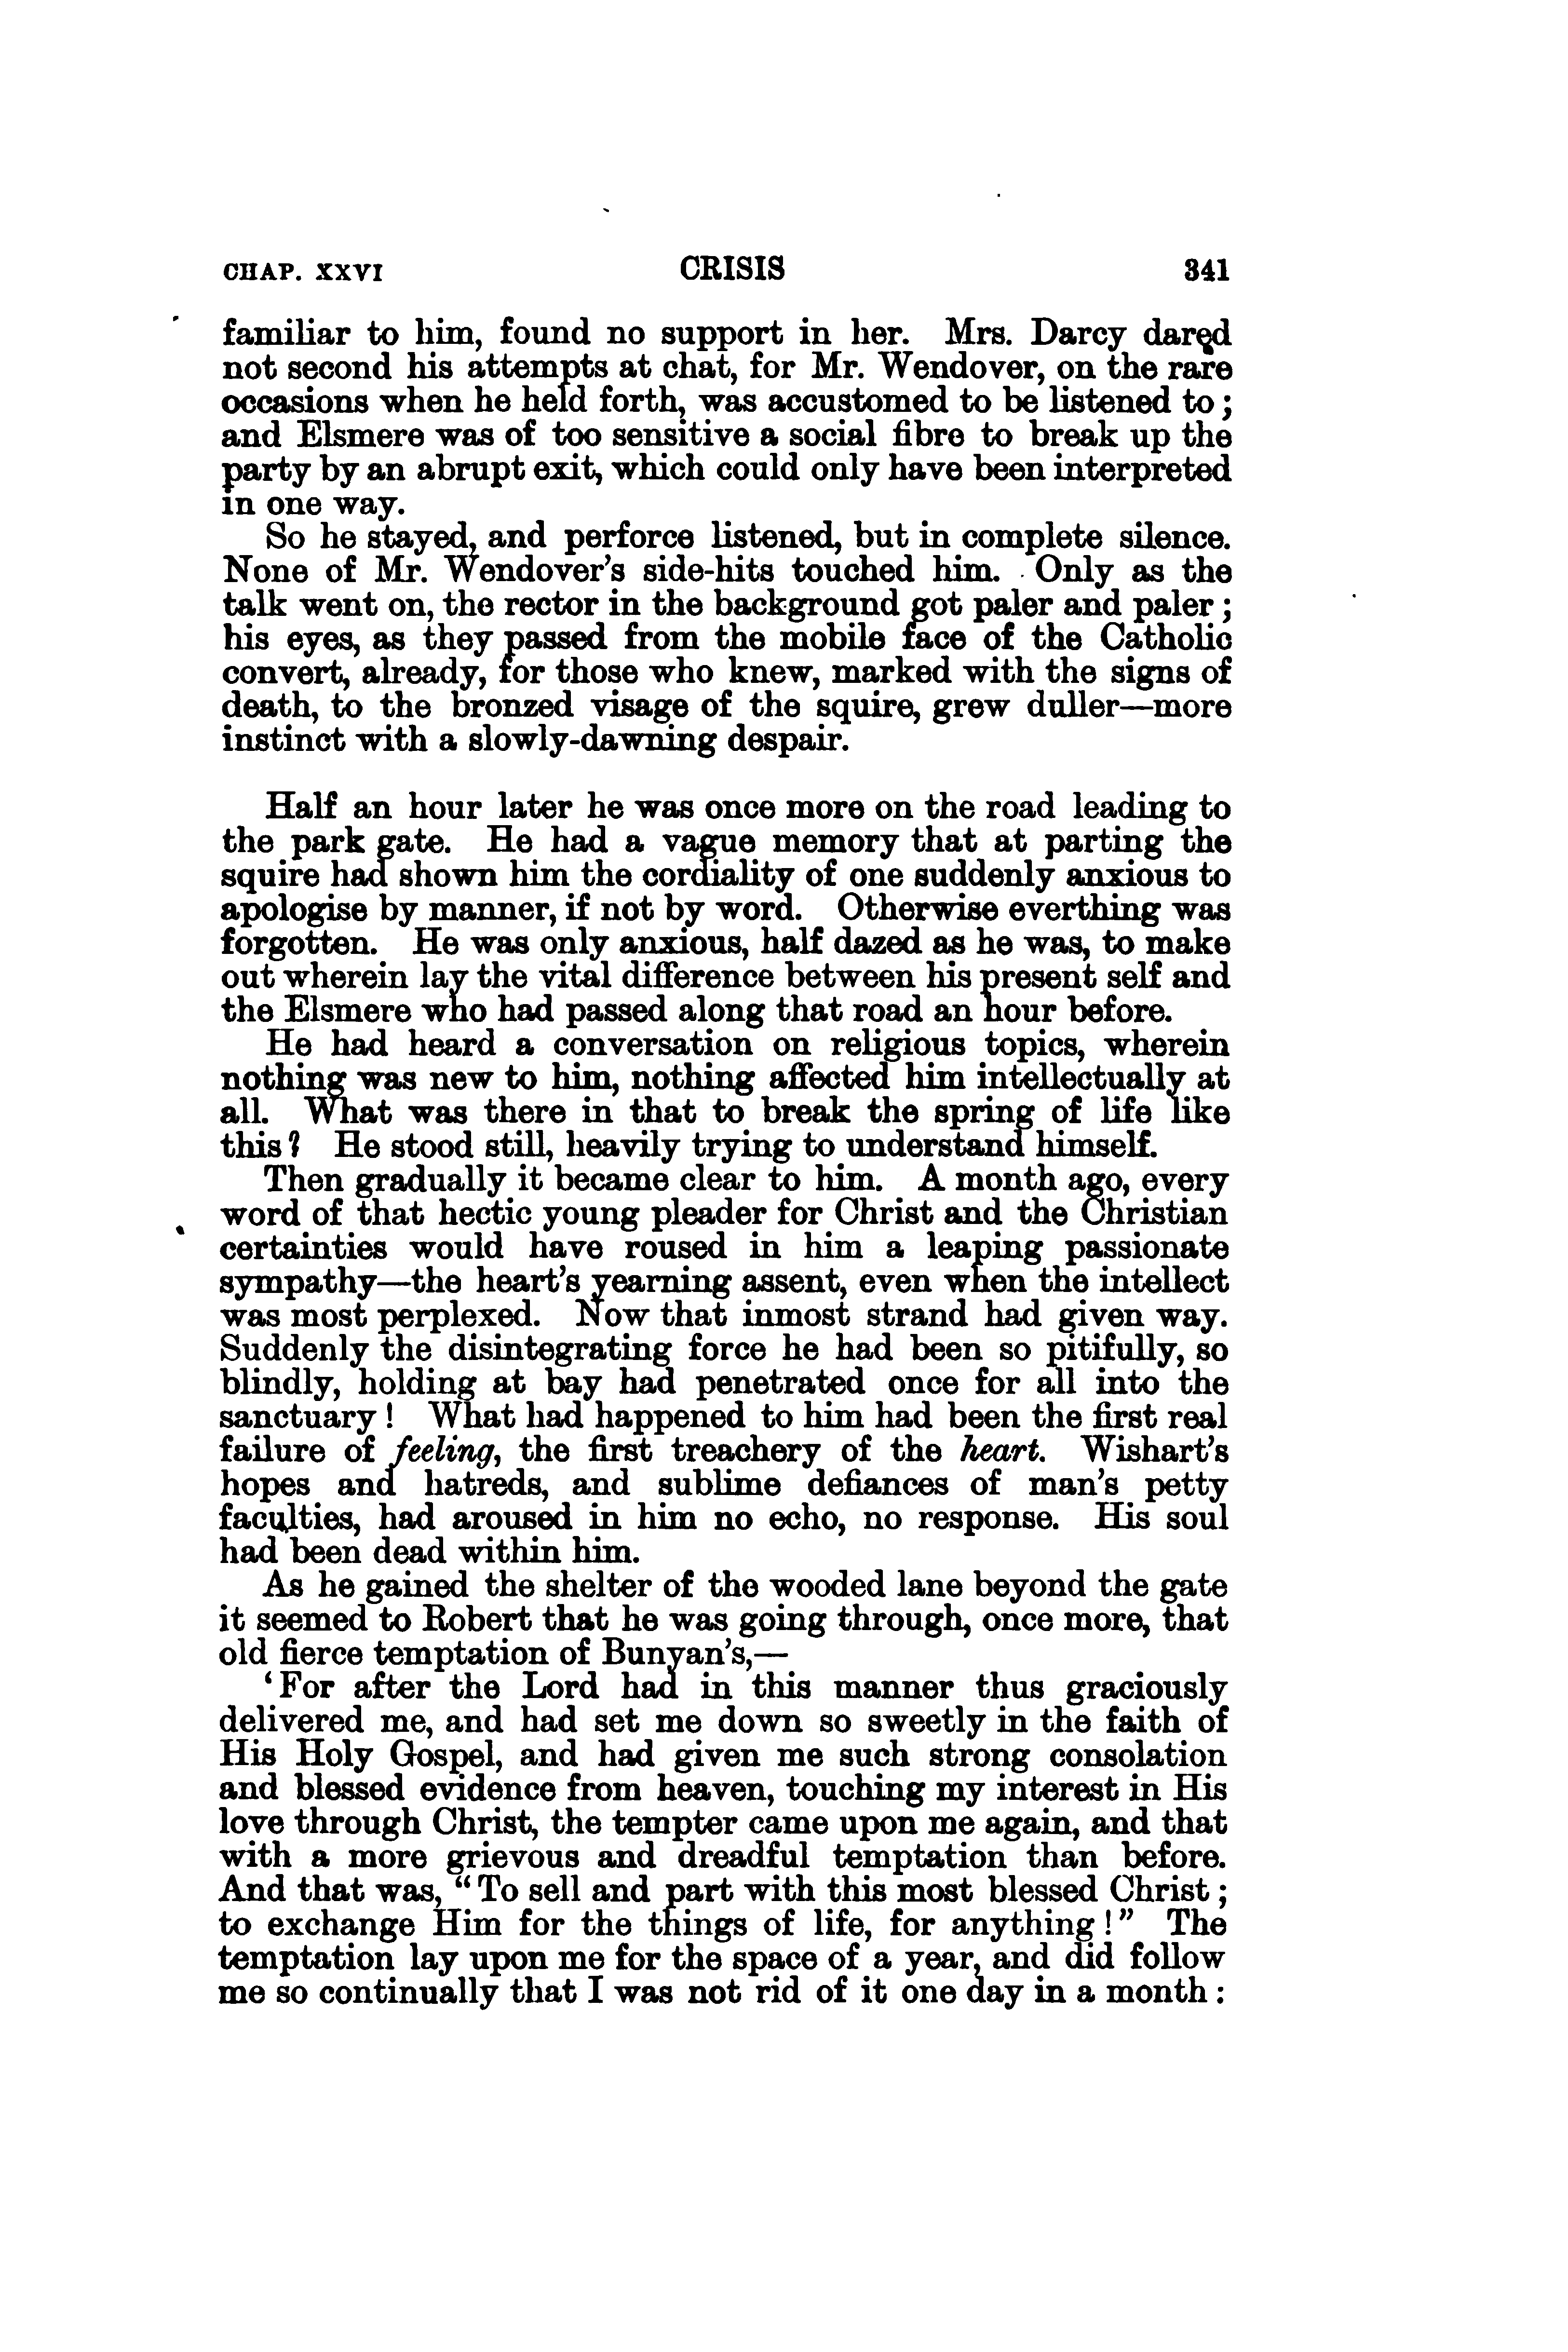 CHAP. XXVI CRISIS 341
familiar to him, found no support in her. Mrs. Darcy dared
not second his attempts at chat, for Mr. Wendover, on the rare
occasions when he held forth, was accustomed to be listened to;
and Elsmere was of too sensitive a social fibre to break up the
party by an abrupt exit, which could only have been interpreted
in one way.
So he stayed, and perforce listened, but in complete silence.
None of Mr. Wendover's side-hits touched him. Only as the
talk went on, the rector in the background got paler and paler;
his eyes, as they passed from the mobile face of the Catholic
convert, already, for those who knew, marked with the signs of
death, to the bronzed visage of the squire, grew duller—more
instinct with a slowly-dawning despair.
Half an hour later he was once more on the road leading to
the park gate. He had a vague memory that at parting the
squire had shown him the cordiality of one suddenly anxious to
apologise by manner, if not by word. Otherwise everthing was
forgotten. He was only anxious, half dazed as he was, to make
out wherein lay the vital difference between his present self and
the Elsmere who had passed along that road an hour before.
He had heard a conversation on religious topics, wherein
nothing was new to him, nothing affected him intellectually at
all. What was there in that to break the spring of life like
this? He stood still, heavily trying to understand himself.
Then gradually it became clear to him. A month ago, every
word of that hectic young pleader for Christ and the Christian
certainties would have roused in him a leaping passionate
sympathy—the heart's yearning assent, even when the intellect
was most perplexed. Now that inmost strand had given way.
Suddenly the disintegrating force he had been so pitifully, so
blindly, holding at bay had penetrated once for all into the
sanctuary! What had happened to him had been the first real
failure of feeling, the first treachery of the heart. Wishart's
hopes and hatreds, and sublime defiances of man's petty
faculties, had aroused in him no echo, no response. His soul
had been dead within him.
As he gained the shelter of the wooded lane beyond the gate
it seemed to Robert that he was going through, once more, that
old fierce temptation of Bunyan's,—
'For after the Lord had in this manner thus graciously
delivered me, and had set me down so sweetly in the faith of
His Holy Gospel, and had given me such strong consolation
and blessed evidence from heaven, touching my interest in His
love through Christ, the tempter came upon me again, and that
with a more grievous and dreadful temptation than before.
And that was, "To sell and part with this most blessed Christ;
to exchange Him for the things of life, for anything!" The
temptation lay upon me for the space of a year, and did follow
me so continually that I was not rid of it one day in a month: